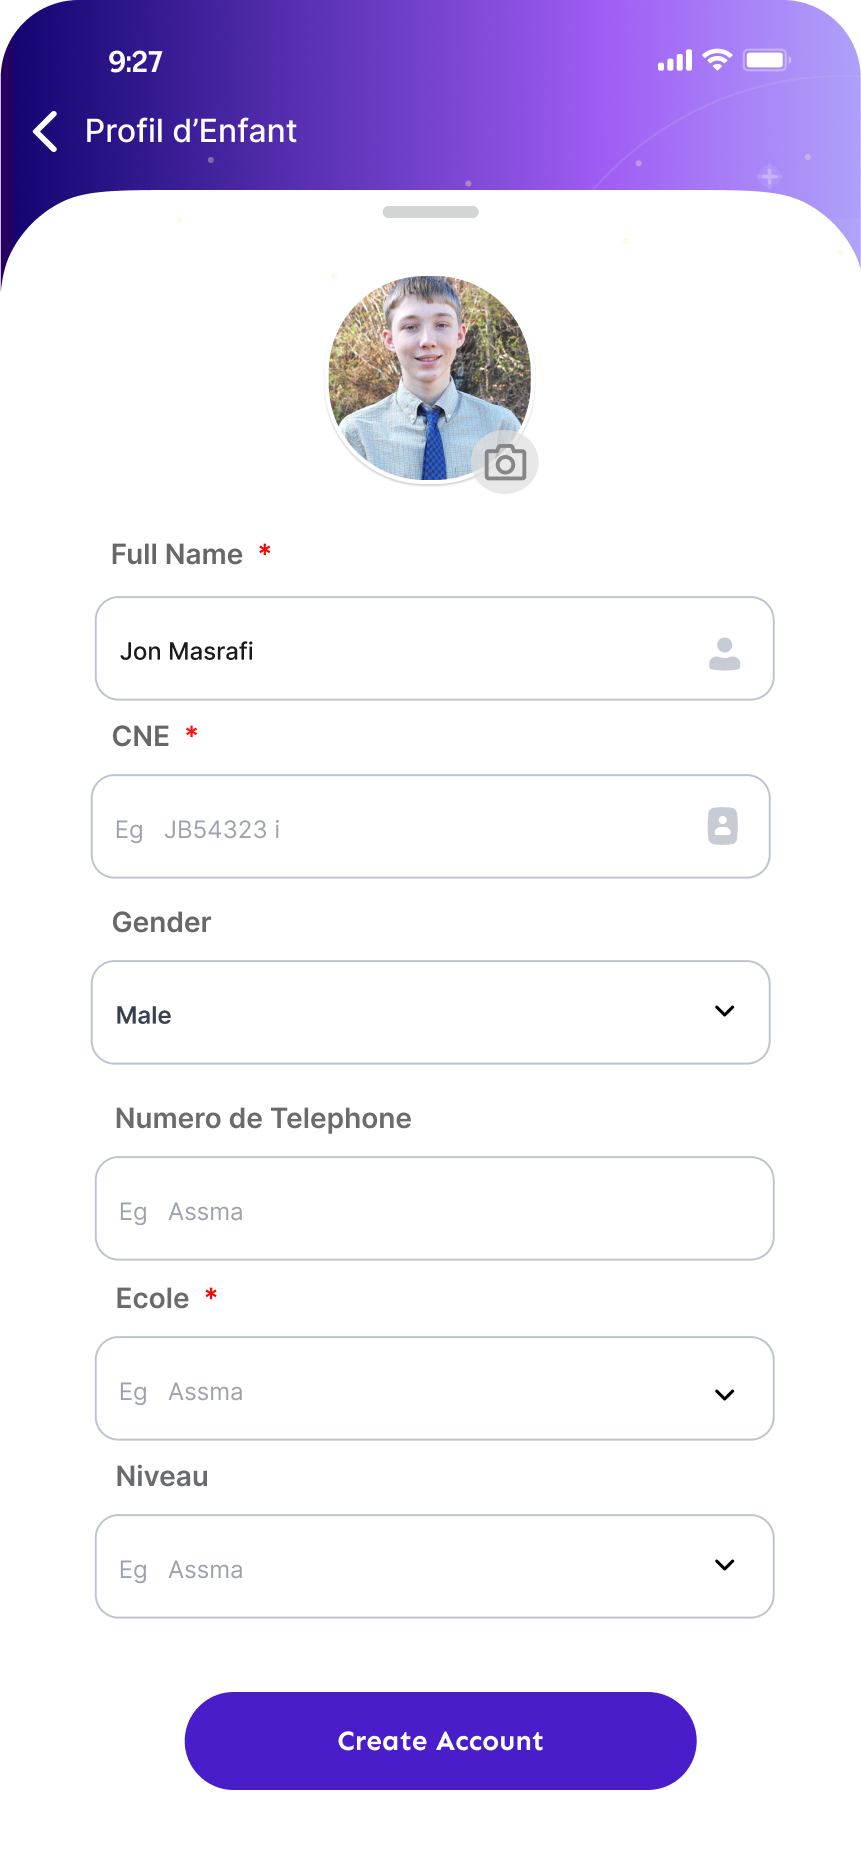 9:27
Profil d’Enfant
Full Name *
Jon Masrafi
CNE *
Eg JB54323 i
Gender
Male
Numero de Telephone
Eg Assma
Ecole *
Eg Assma
Niveau
Eg Assma
Create Account